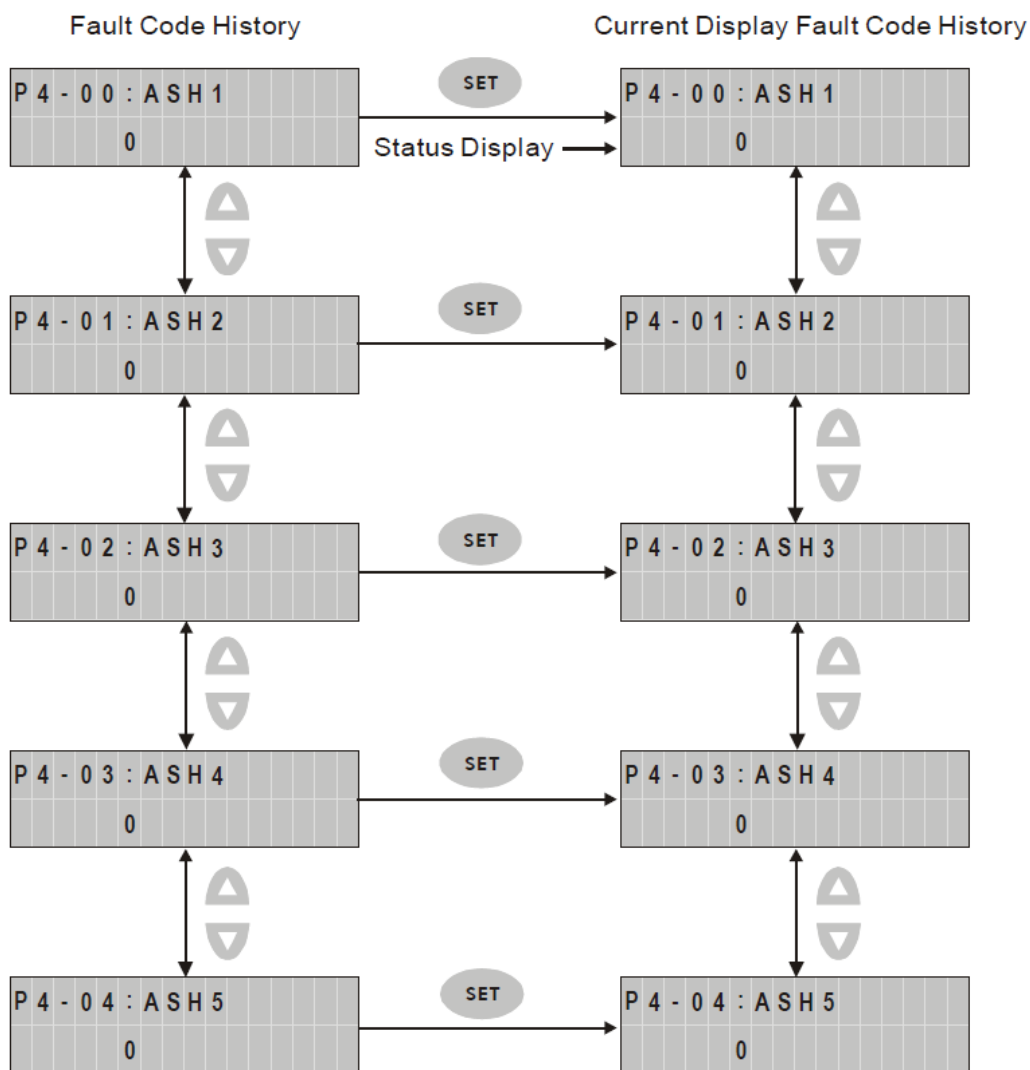 Fault Code History
Current Display Fault Code History
P4-00:ASH1
0
SET
Status Display
P4-00:ASH1
0
P4-01:ASH2
0
SET
P4-01:ASH2
0
P4-02:ASH3
0
SET
P4-02:ASH3
0
P4-03:ASH4
0
SET
P4-03:ASH4
0
P4-04:ASH5
0
SET
P4-04:ASH5
0